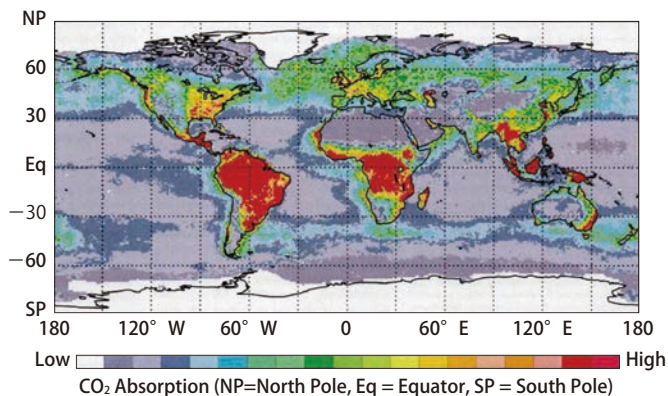 NP
60
30
Eq
−30
−60
SP
180 120° W 60° W 0 60° E 120° E 180
Low High
CO₂ Absorption (NP=North Pole, Eq = Equator, SP = South Pole)